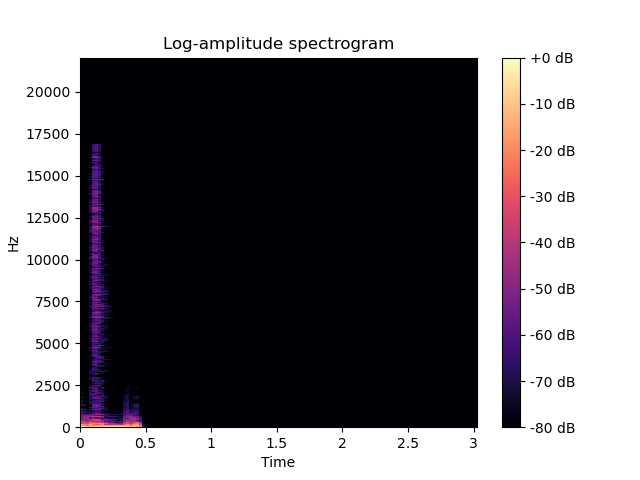 Log-amplitude spectrogram
Hz
20000
17500
15000
12500
10000
7500
5000
2500
0
0 0.5 1 1.5 2 2.5 3
Time
+0 dB
-10 dB
-20 dB
-30 dB
-40 dB
-50 dB
-60 dB
-70 dB
-80 dB